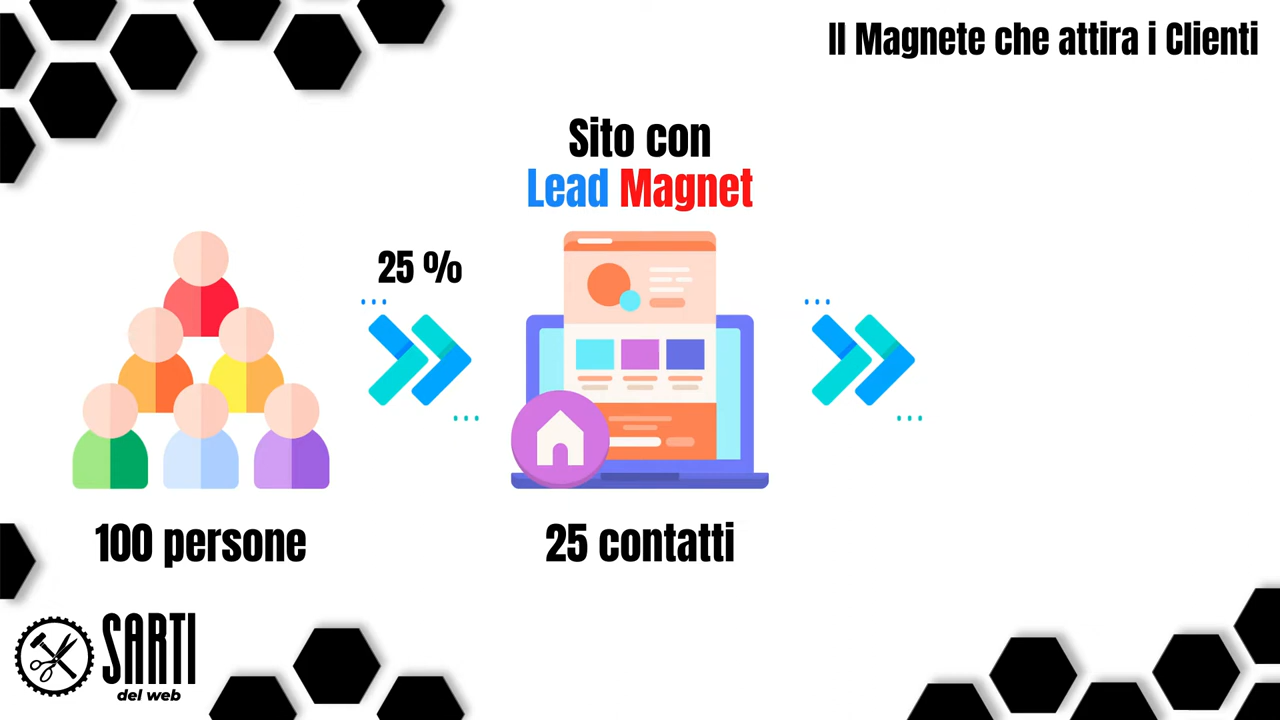 Il Magnete che attira i Clienti
Sito con
Lead Magnet
25 %
100 persone
25 contatti
SARTI
del web